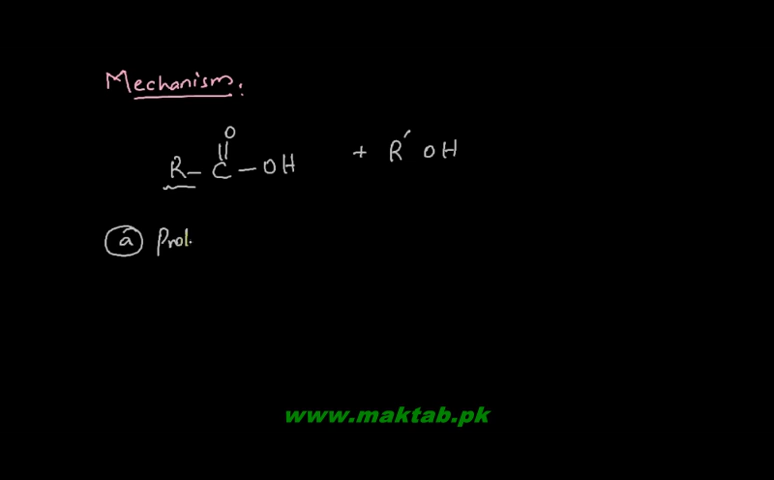 Mechanism:
O
||
R – C – OH + R′ OH
(a) Prot
www.maktab.pk